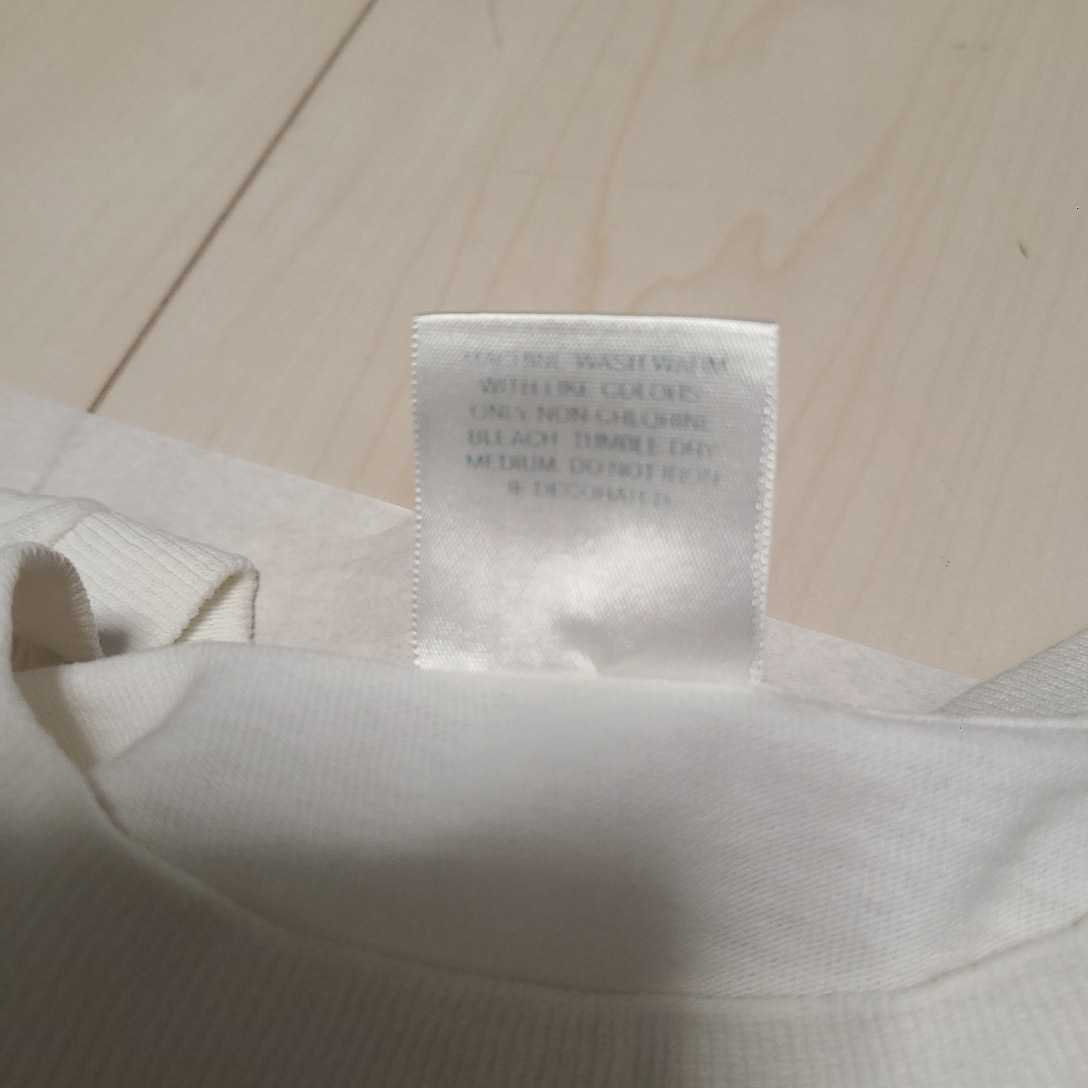 MACHINE WASH WARM
WITH LIKE COLORS
ONLY NON-CHLORINE
BLEACH. TUMBLE DRY
MEDIUM. DO NOT IRON
IF DECORATED.